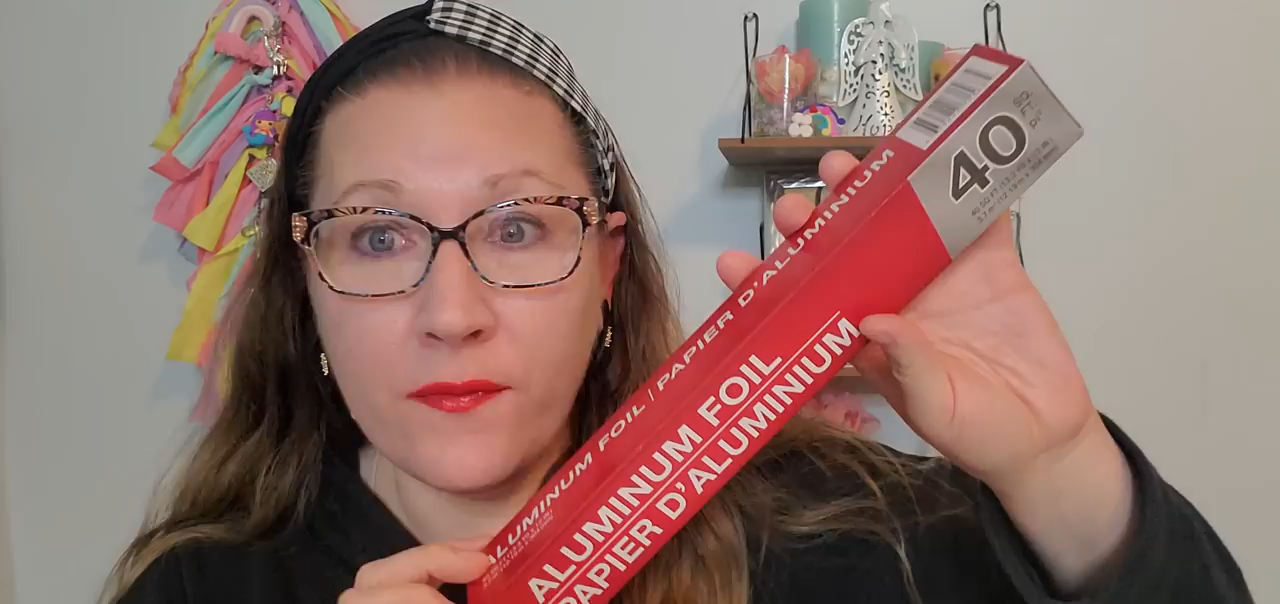 ALUMINUM FOIL / PAPIER D'ALUMINIUM
ALUMINUM FOIL
PAPIER D'ALUMINIUM
40
SQ.
FT.
pi²